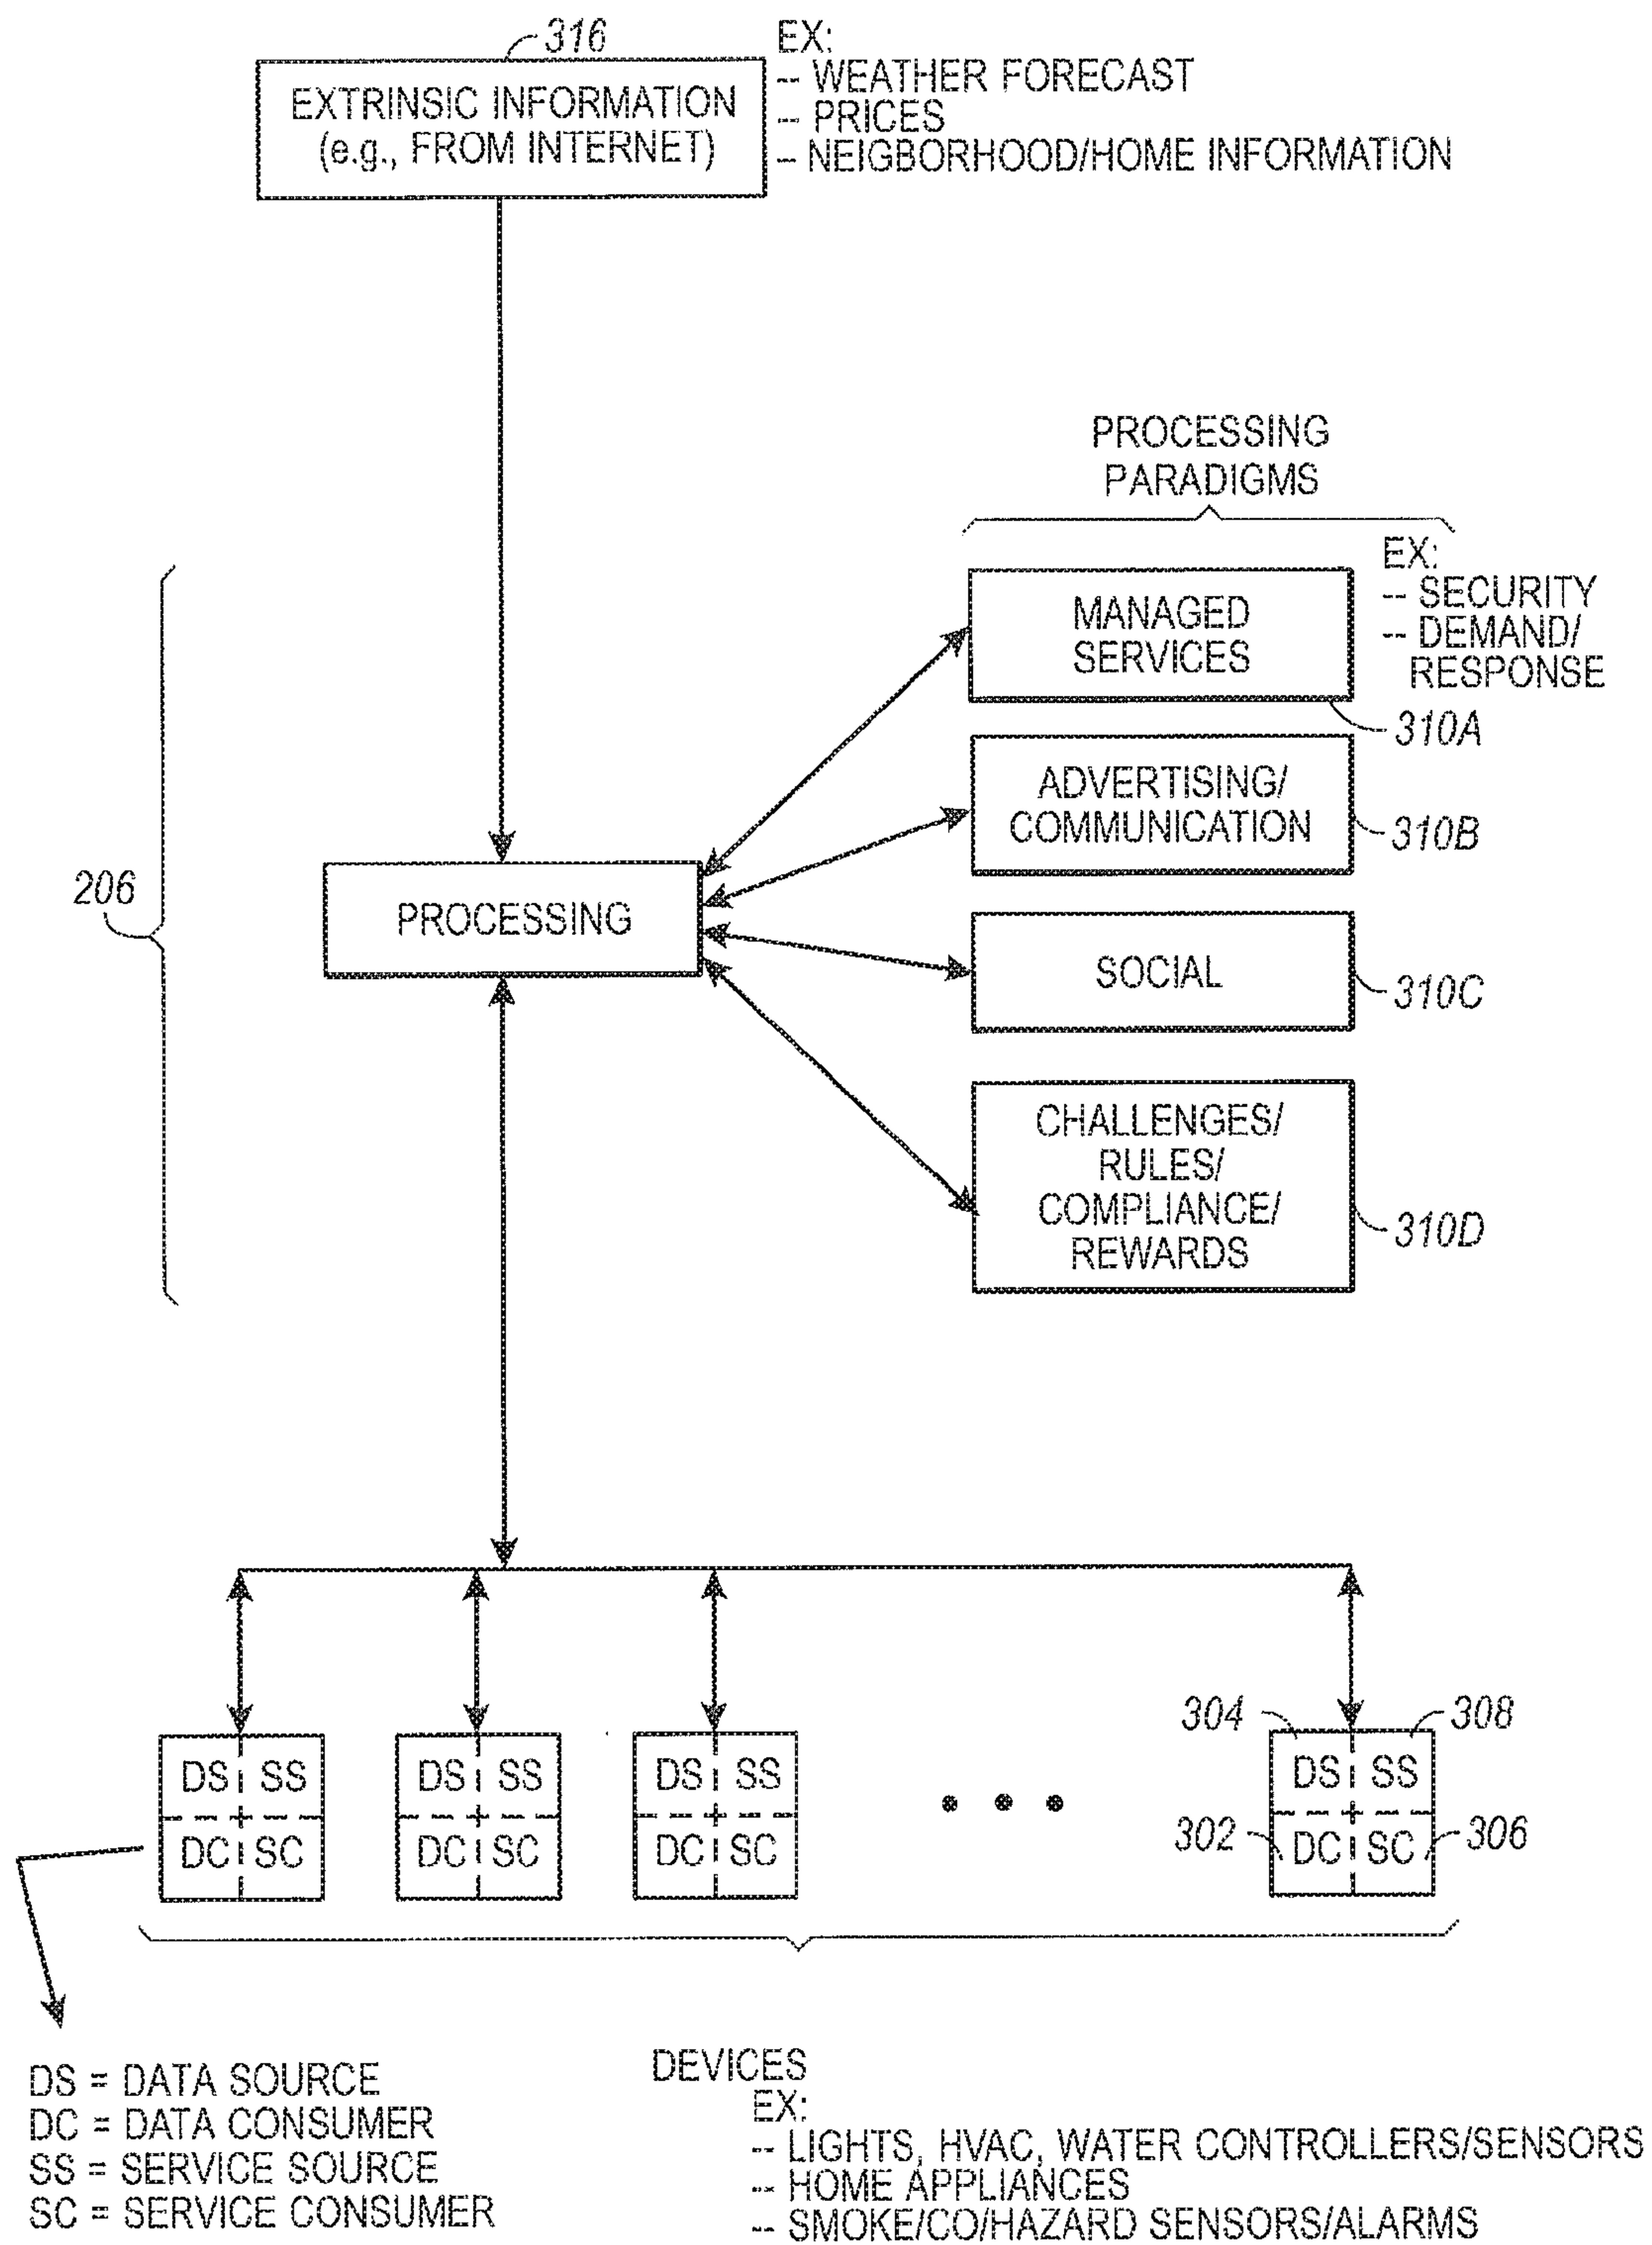 316
EXTRINSIC INFORMATION
(e.g., FROM INTERNET)
EX:
-- WEATHER FORECAST
-- PRICES
-- NEIGBORHOOD/HOME INFORMATION
PROCESSING
PARADIGMS
MANAGED
SERVICES
EX:
-- SECURITY
-- DEMAND/
RESPONSE
310A
ADVERTISING/
COMMUNICATION
310B
206
PROCESSING
SOCIAL
310C
CHALLENGES/
RULES/
COMPLIANCE/
REWARDS
310D
DS SS
DC SC
DS SS
DC SC
DS SS
DC SC
304
308
DS SS
302
DC SC
306
DS = DATA SOURCE
DC = DATA CONSUMER
SS = SERVICE SOURCE
SC = SERVICE CONSUMER
DEVICES
EX:
-- LIGHTS, HVAC, WATER CONTROLLERS/SENSORS
-- HOME APPLIANCES
-- SMOKE/CO/HAZARD SENSORS/ALARMS